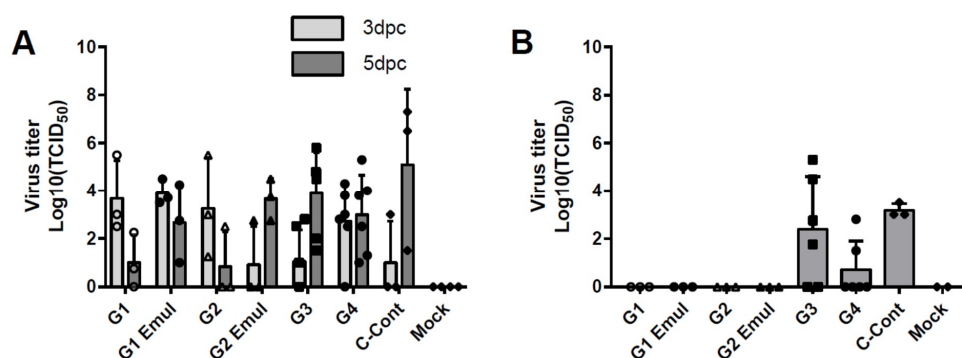 A
3dpc
5dpc
Virus titer
Log10(TCID50)
10
8
6
4
2
0
G1
G1 Emul
G2
G2 Emul
G3
G4
C-Cont
Mock
B
Virus titer
Log10(TCID50)
10
8
6
4
2
0
G1
G1 Emul
G2
G2 Emul
G3
G4
C-Cont
Mock